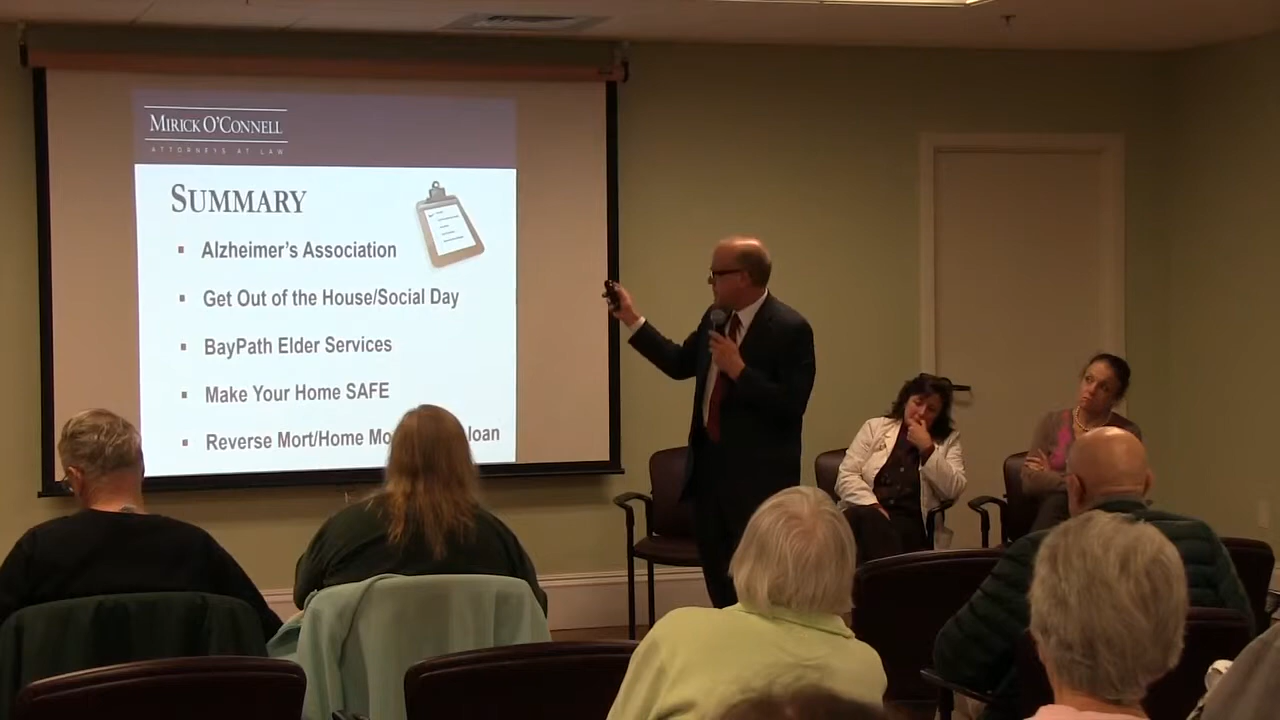 MIRICK O'CONNELL
ATTORNEYS AT LAW
SUMMARY
▪ Alzheimer's Association
▪ Get Out of the House/Social Day
▪ BayPath Elder Services
▪ Make Your Home SAFE
▪ Reverse Mort/Home Mo loan